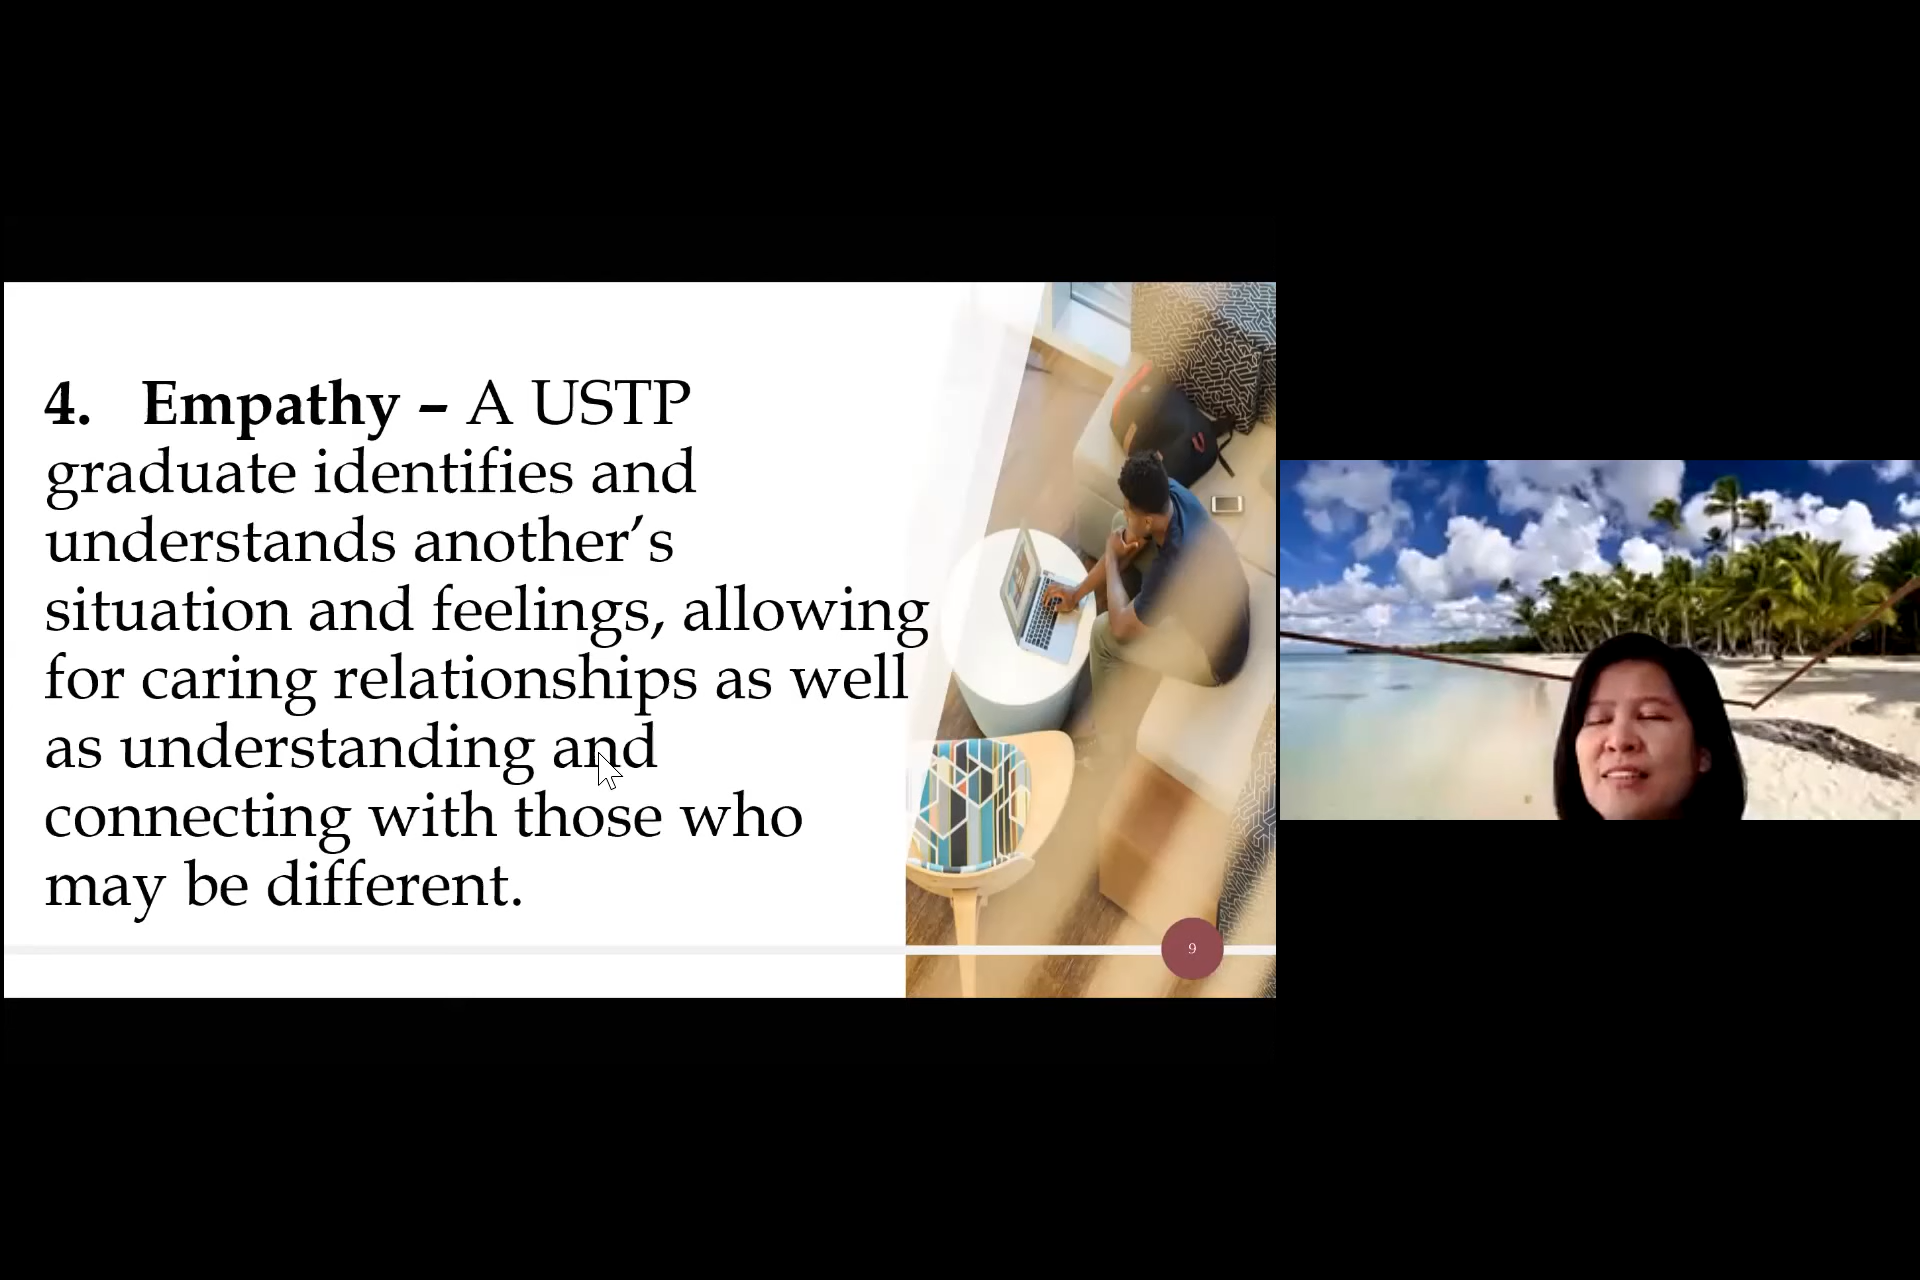 4. Empathy – A USTP
graduate identifies and
understands another’s
situation and feelings, allowing
for caring relationships as well
as understanding and
connecting with those who
may be different.
9